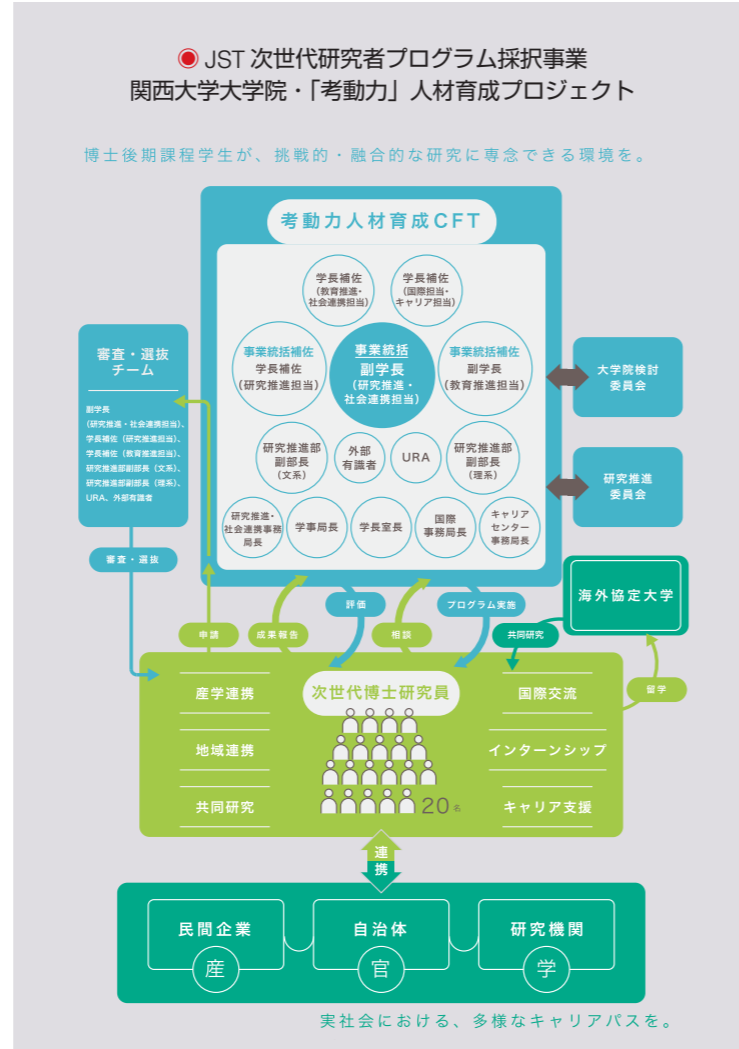 JST 次世代研究者プログラム採択事業
関西大学大学院・「考動力」人材育成プロジェクト
博士後期課程学生が、挑戦的・融合的な研究に専念できる環境を。
考動力人材育成CFT
学長補佐
(教育推進・
社会連携担当)
学長補佐
(国際担当・
キャリア担当)
事業統括補佐
学長補佐
(研究推進担当)
事業統括
副学長
(研究推進・
社会連携担当)
事業統括補佐
副学長
(教育推進担当)
研究推進部
副部長
(文系)
外部
有識者
URA
研究推進部
副部長
(理系)
研究推進・
社会連携事務
局長
学事局長
学長室長
国際
事務局長
キャリア
センター
事務局長
審査・選抜
チーム
副学長
(研究推進・社会連携担当)、
学長補佐(研究推進担当)、
学長補佐(教育推進担当)、
研究推進部副部長(文系)、
研究推進部副部長(理系)、
URA、外部有識者
大学院検討
委員会
研究推進
委員会
審査・選抜
海外協定大学
申請
成果報告
評価
相談
プログラム実施
共同研究
留学
次世代博士研究員
産学連携
地域連携
共同研究
国際交流
インターンシップ
キャリア支援
20名
連
携
民間企業
産
自治体
官
研究機関
学
実社会における、多様なキャリアパスを。